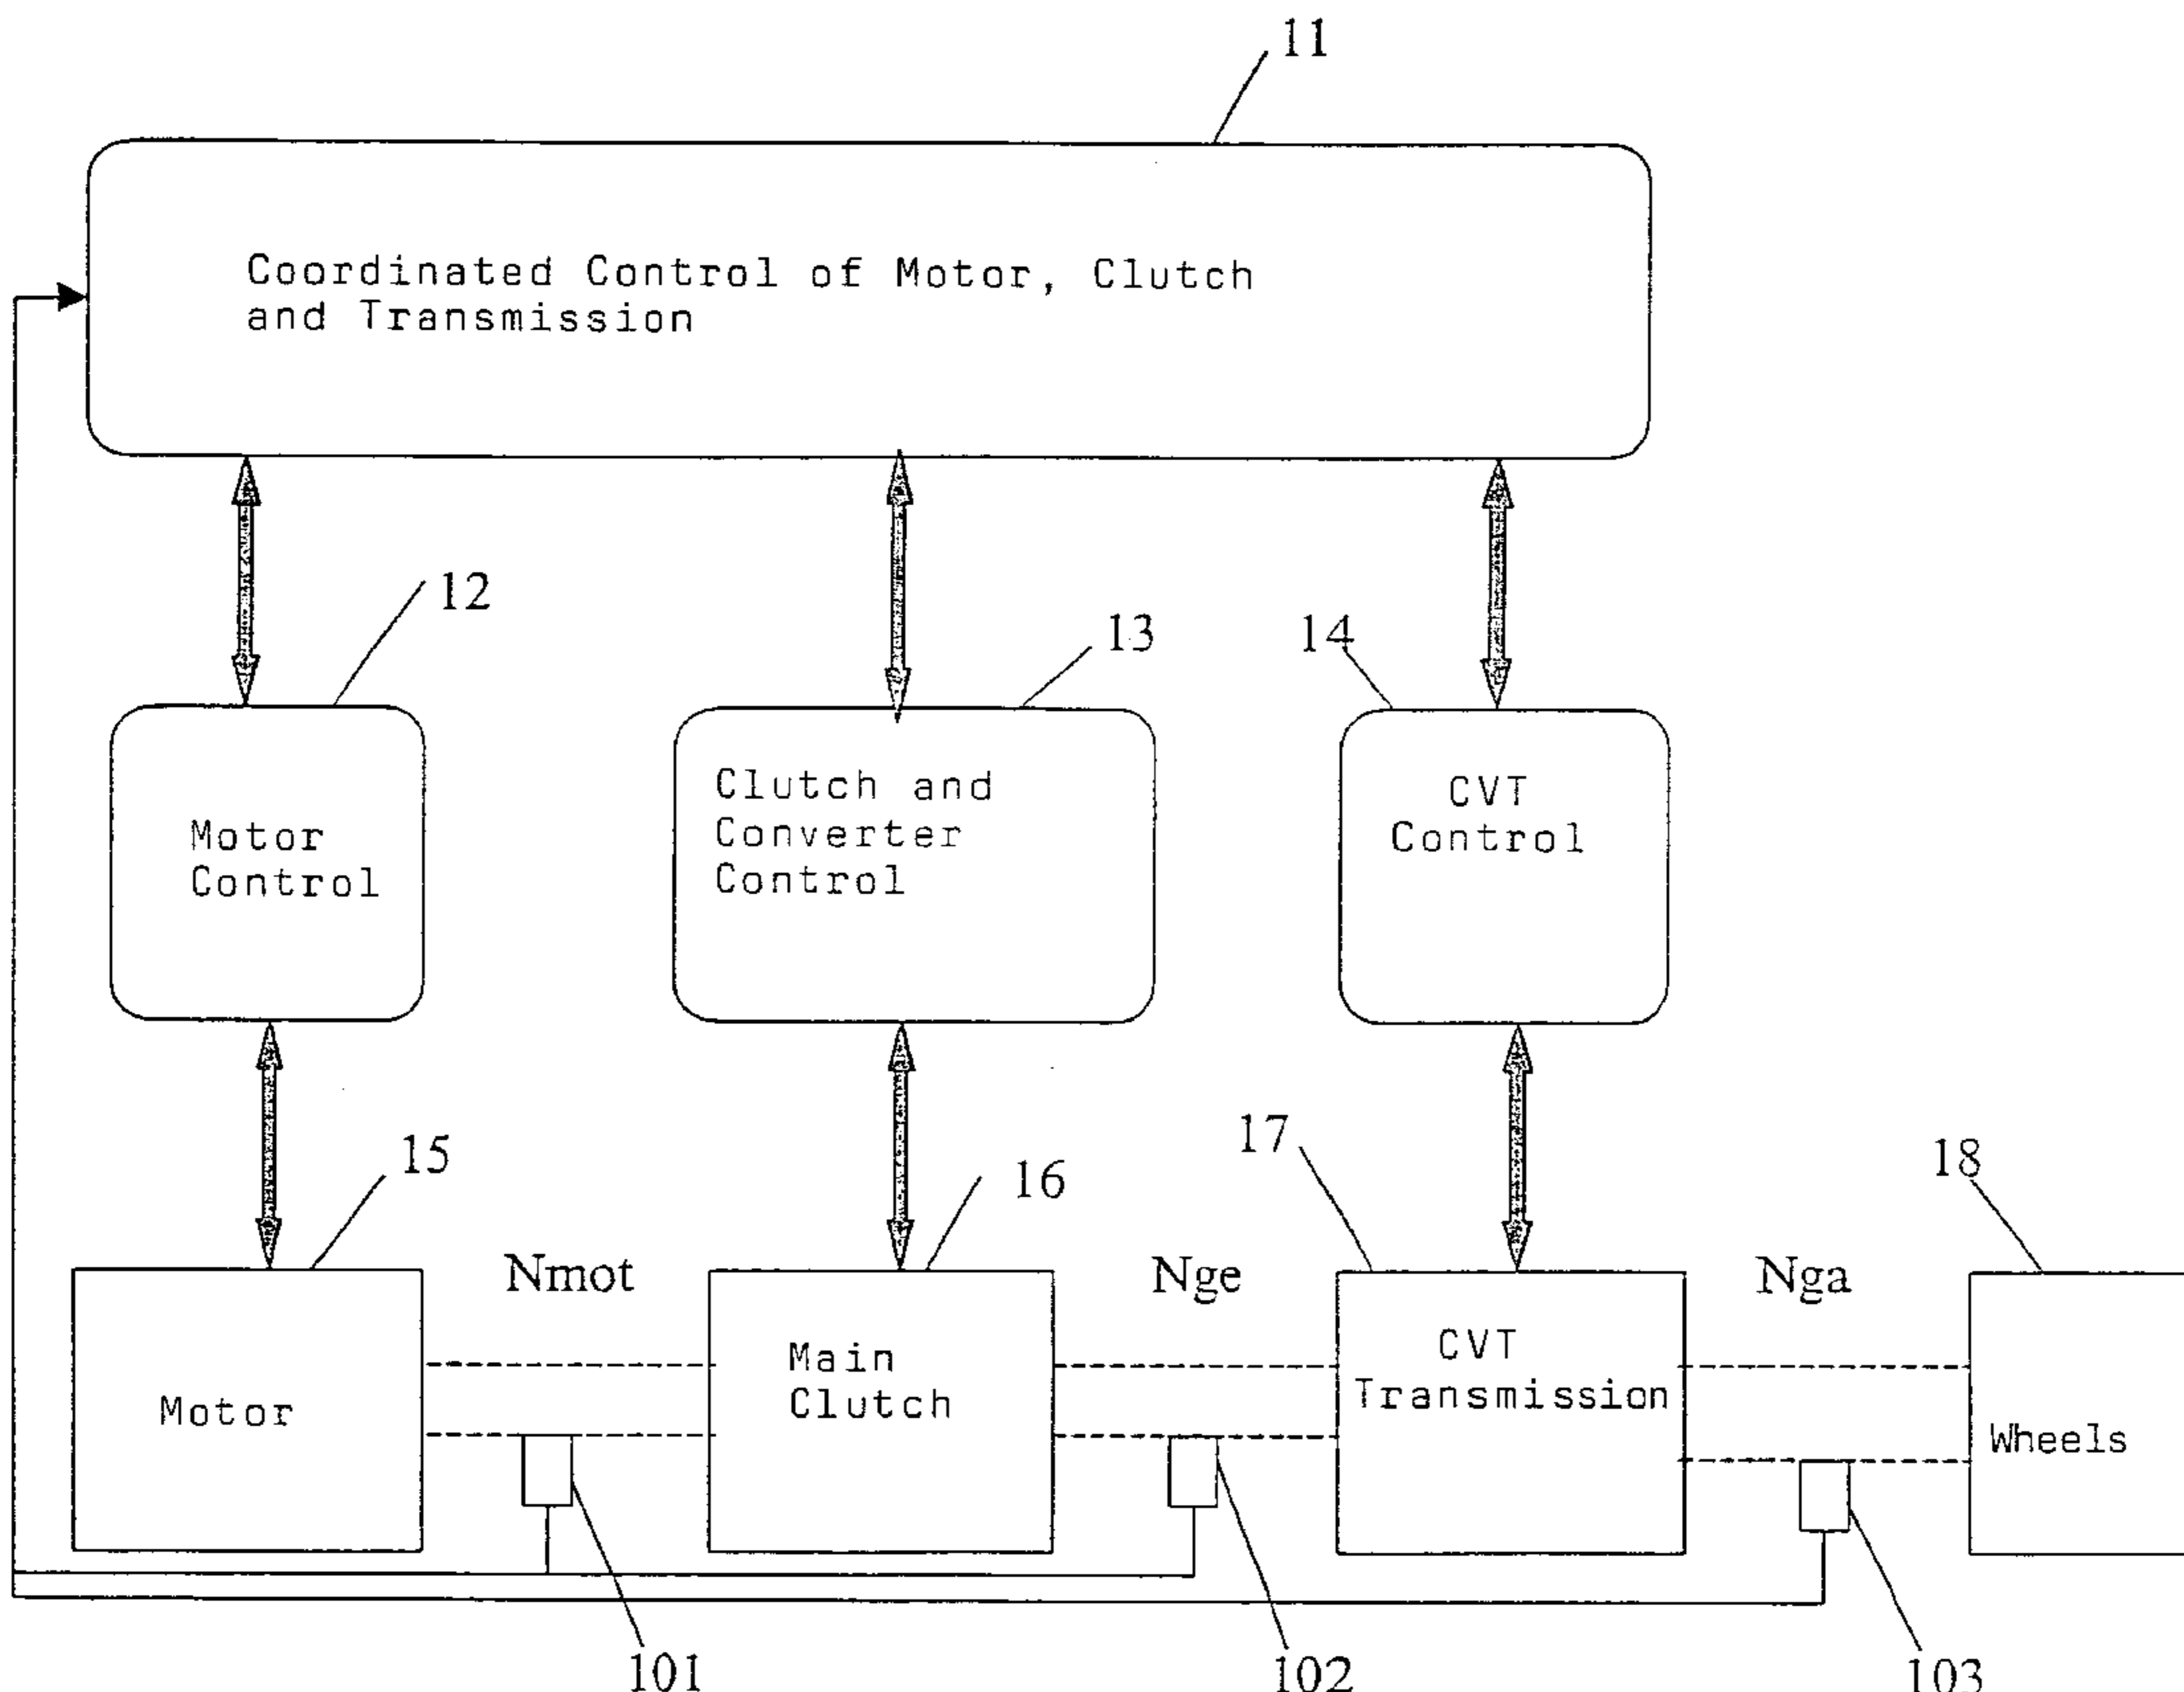 11
Coordinated Control of Motor, Clutch
and Transmission
12
13
14
Motor
Control
Clutch and
Converter
Control
CVT
Control
15
16
17
18
Nmot
Nge
Nga
Motor
Main
Clutch
CVT
Transmission
Wheels
101
102
103